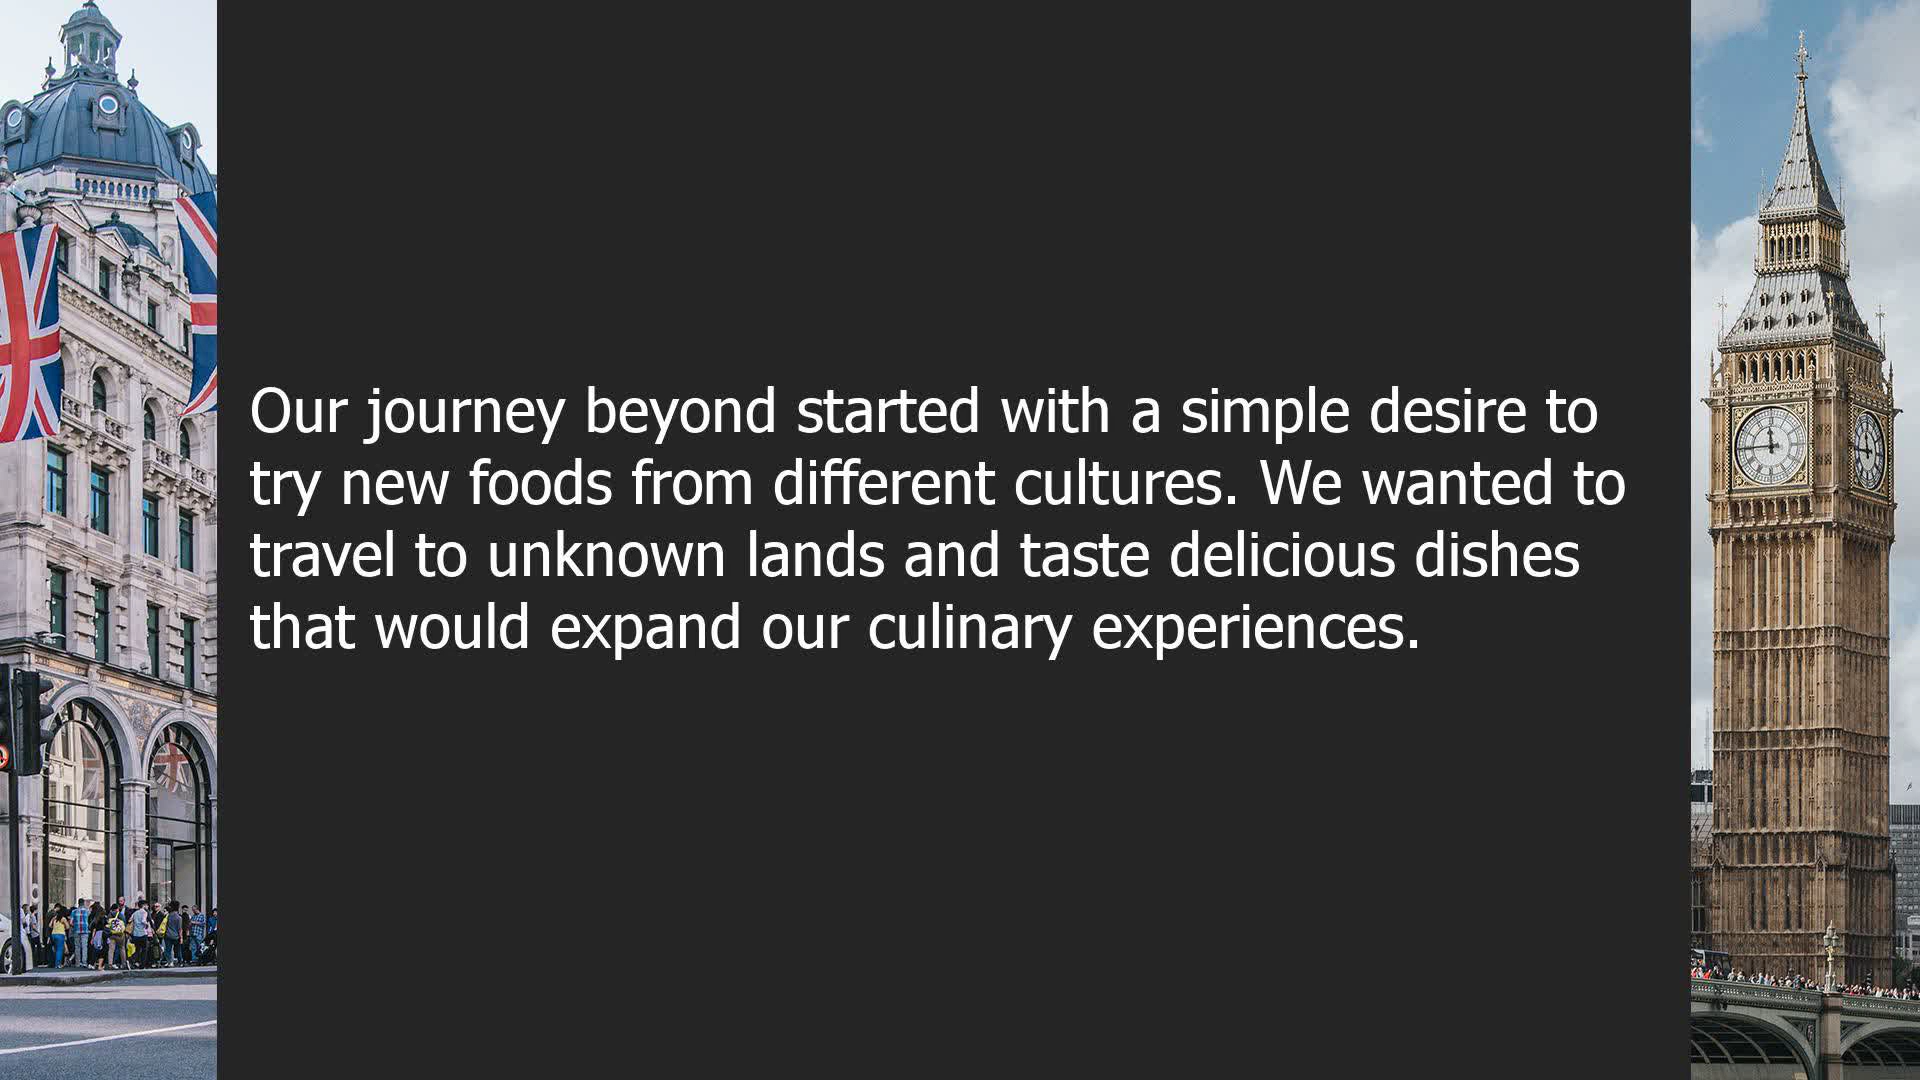 Our journey beyond started with a simple desire to
try new foods from different cultures. We wanted to
travel to unknown lands and taste delicious dishes
that would expand our culinary experiences.